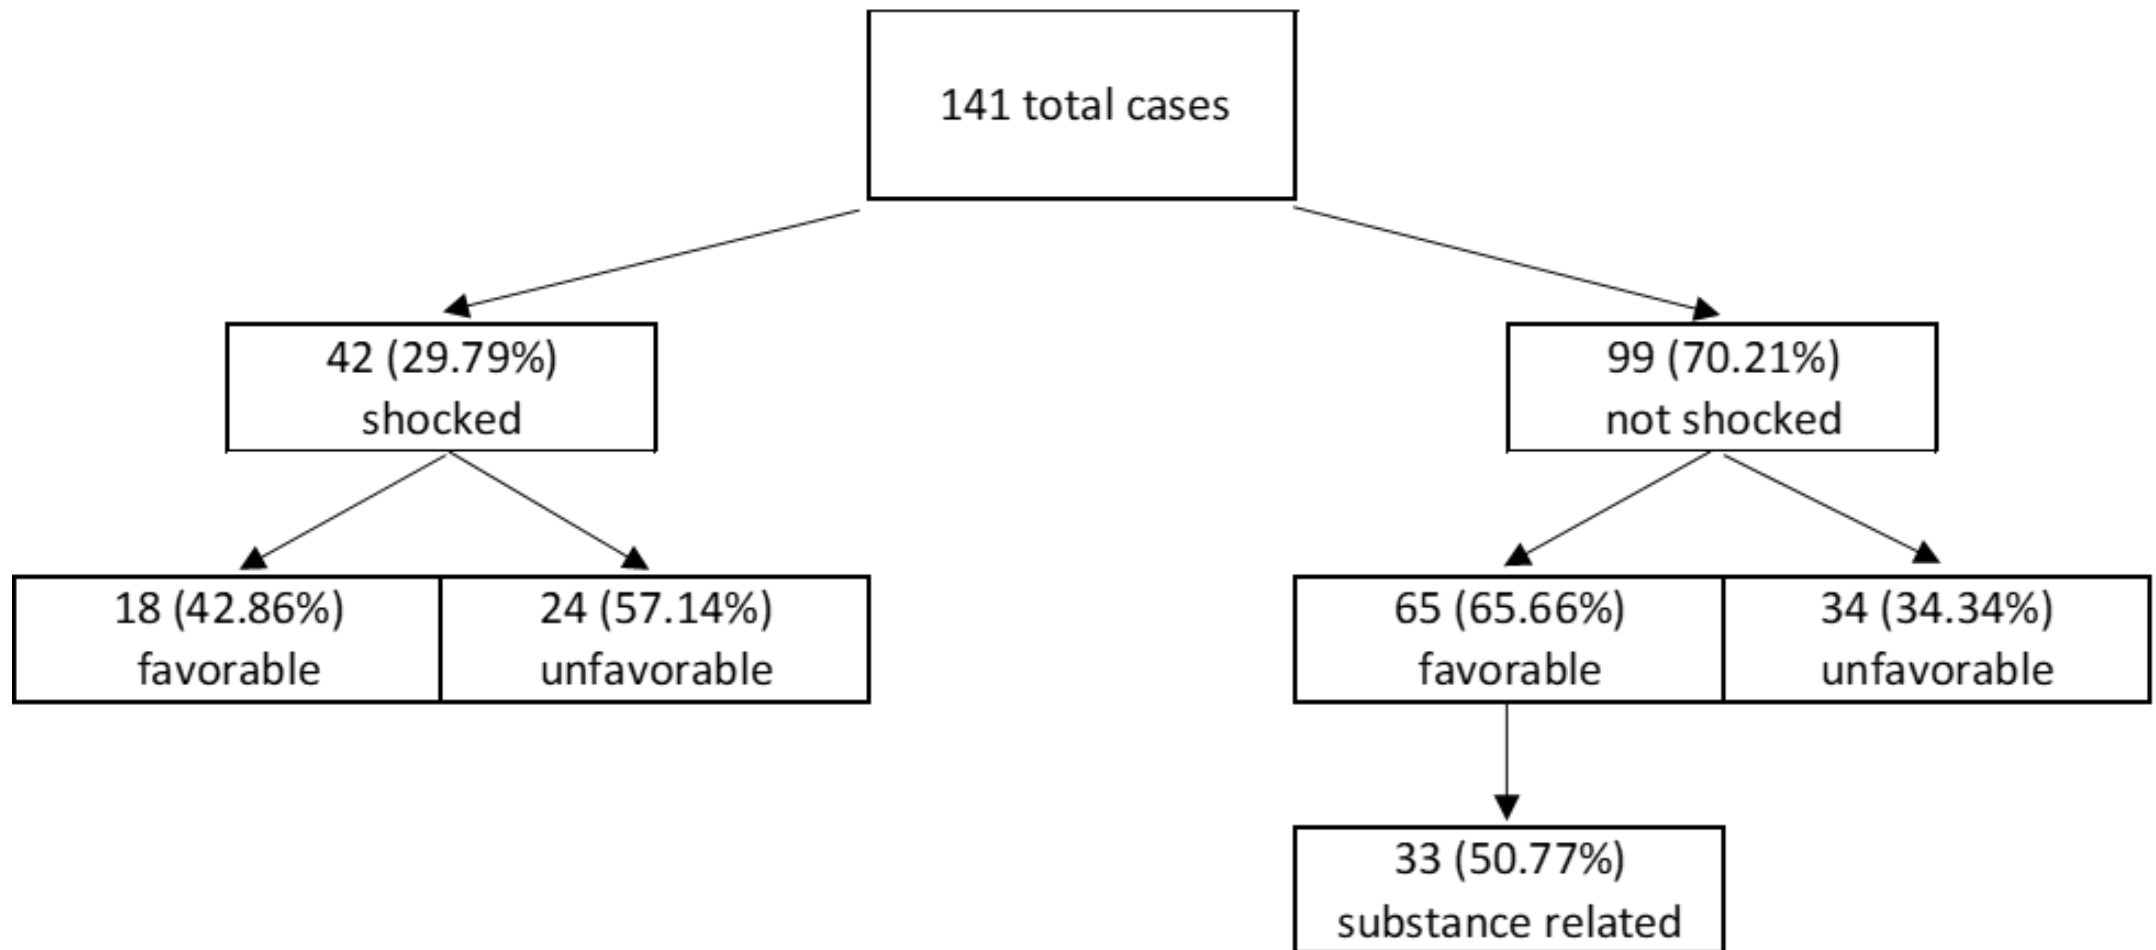 141 total cases
42 (29.79%)
shocked
99 (70.21%)
not shocked
18 (42.86%)
favorable
24 (57.14%)
unfavorable
65 (65.66%)
favorable
34 (34.34%)
unfavorable
33 (50.77%)
substance related